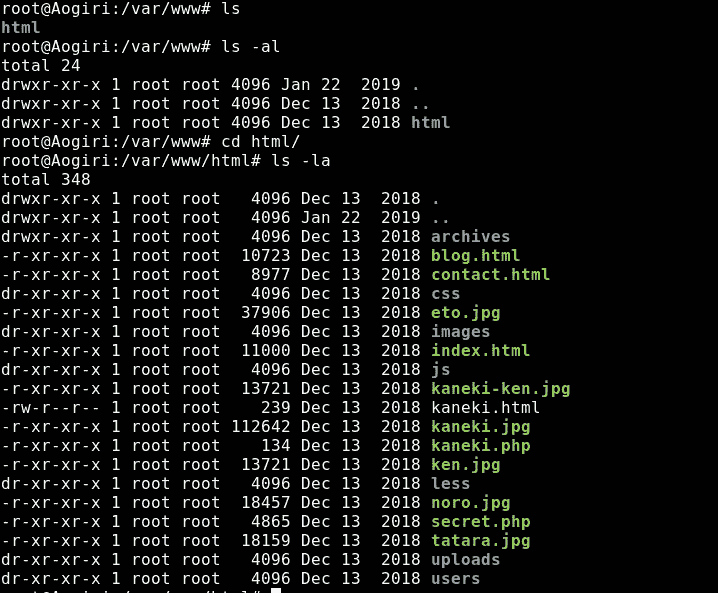 root@Aogiri:/var/www# ls
html
root@Aogiri:/var/www# ls -al
total 24
drwxr-xr-x 1 root root 4096 Jan 22  2019 .
drwxr-xr-x 1 root root 4096 Dec 13  2018 ..
drwxr-xr-x 1 root root 4096 Dec 13  2018 html
root@Aogiri:/var/www# cd html/
root@Aogiri:/var/www/html# ls -la
total 348
drwxr-xr-x 1 root root   4096 Dec 13  2018 .
drwxr-xr-x 1 root root   4096 Jan 22  2019 ..
drwxr-xr-x 1 root root   4096 Dec 13  2018 archives
-r-xr-xr-x 1 root root  10723 Dec 13  2018 blog.html
-r-xr-xr-x 1 root root   8977 Dec 13  2018 contact.html
dr-xr-xr-x 1 root root   4096 Dec 13  2018 css
-r-xr-xr-x 1 root root  37906 Dec 13  2018 eto.jpg
dr-xr-xr-x 1 root root   4096 Dec 13  2018 images
-r-xr-xr-x 1 root root  11000 Dec 13  2018 index.html
dr-xr-xr-x 1 root root   4096 Dec 13  2018 js
-r-xr-xr-x 1 root root  13721 Dec 13  2018 kaneki-ken.jpg
-rw-r--r-- 1 root root    239 Dec 13  2018 kaneki.html
-r-xr-xr-x 1 root root 112642 Dec 13  2018 kaneki.jpg
-r-xr-xr-x 1 root root    134 Dec 13  2018 kaneki.php
-r-xr-xr-x 1 root root  13721 Dec 13  2018 ken.jpg
dr-xr-xr-x 1 root root   4096 Dec 13  2018 less
-r-xr-xr-x 1 root root  18457 Dec 13  2018 noro.jpg
-r-xr-xr-x 1 root root   4865 Dec 13  2018 secret.php
-r-xr-xr-x 1 root root  18159 Dec 13  2018 tatara.jpg
dr-xr-xr-x 1 root root   4096 Dec 13  2018 uploads
dr-xr-xr-x 1 root root   4096 Dec 13  2018 users
root@Aogiri:/var/www/html#